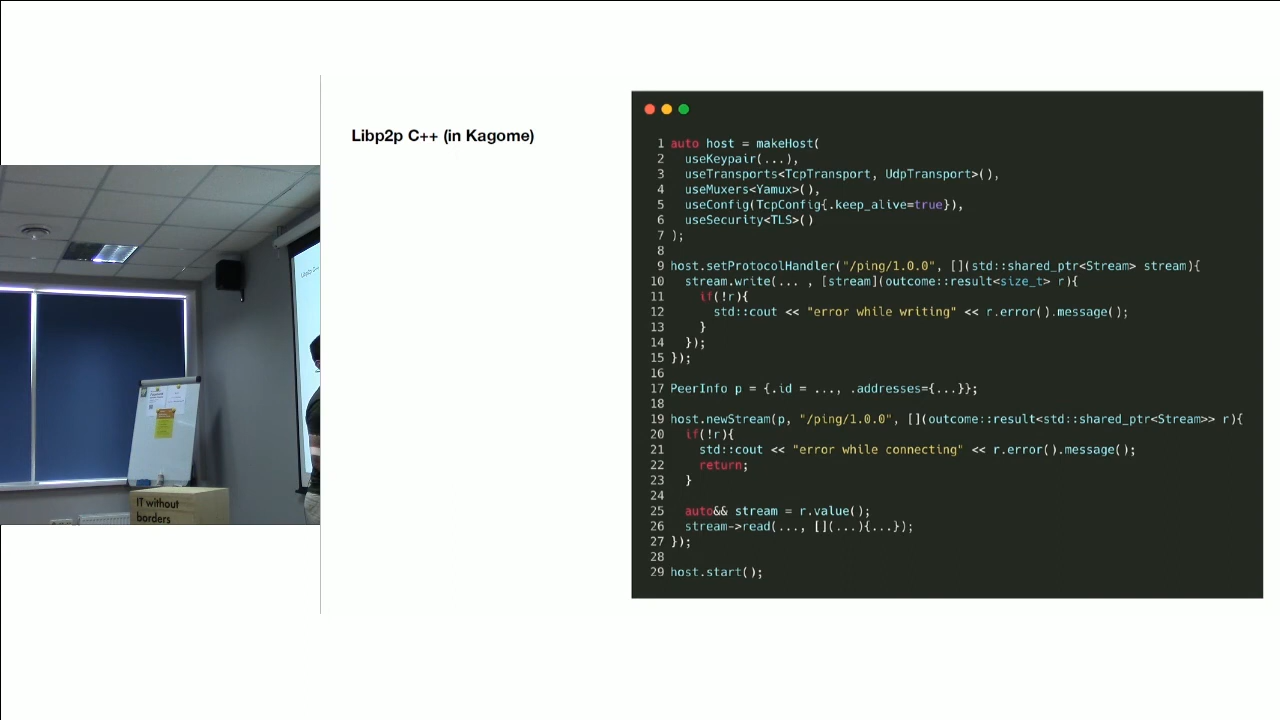 Libp2p C++ (in Kagome)
1 auto host = makeHost(
2 useKeypair(...),
3 useTransports<TcpTransport, UdpTransport>(),
4 useMuxers<Yamux>(),
5 useConfig(TcpConfig{.keep_alive=true}),
6 useSecurity<TLS>()
7 );
8
9 host.setProtocolHandler("/ping/1.0.0", [](std::shared_ptr<Stream> stream){
10 stream.write(... , [stream](outcome::result<size_t> r){
11 if(!r){
12 std::cout << "error while writing" << r.error().message();
13 }
14 });
15 });
16
17 PeerInfo p = {.id = ..., .addresses={...}};
18
19 host.newStream(p, "/ping/1.0.0", [](outcome::result<std::shared_ptr<Stream>> r){
20 if(!r){
21 std::cout << "error while connecting" << r.error().message();
22 return;
23 }
24
25 auto&& stream = r.value();
26 stream->read(..., [](...){...});
27 });
28
29 host.start();
IT without
borders